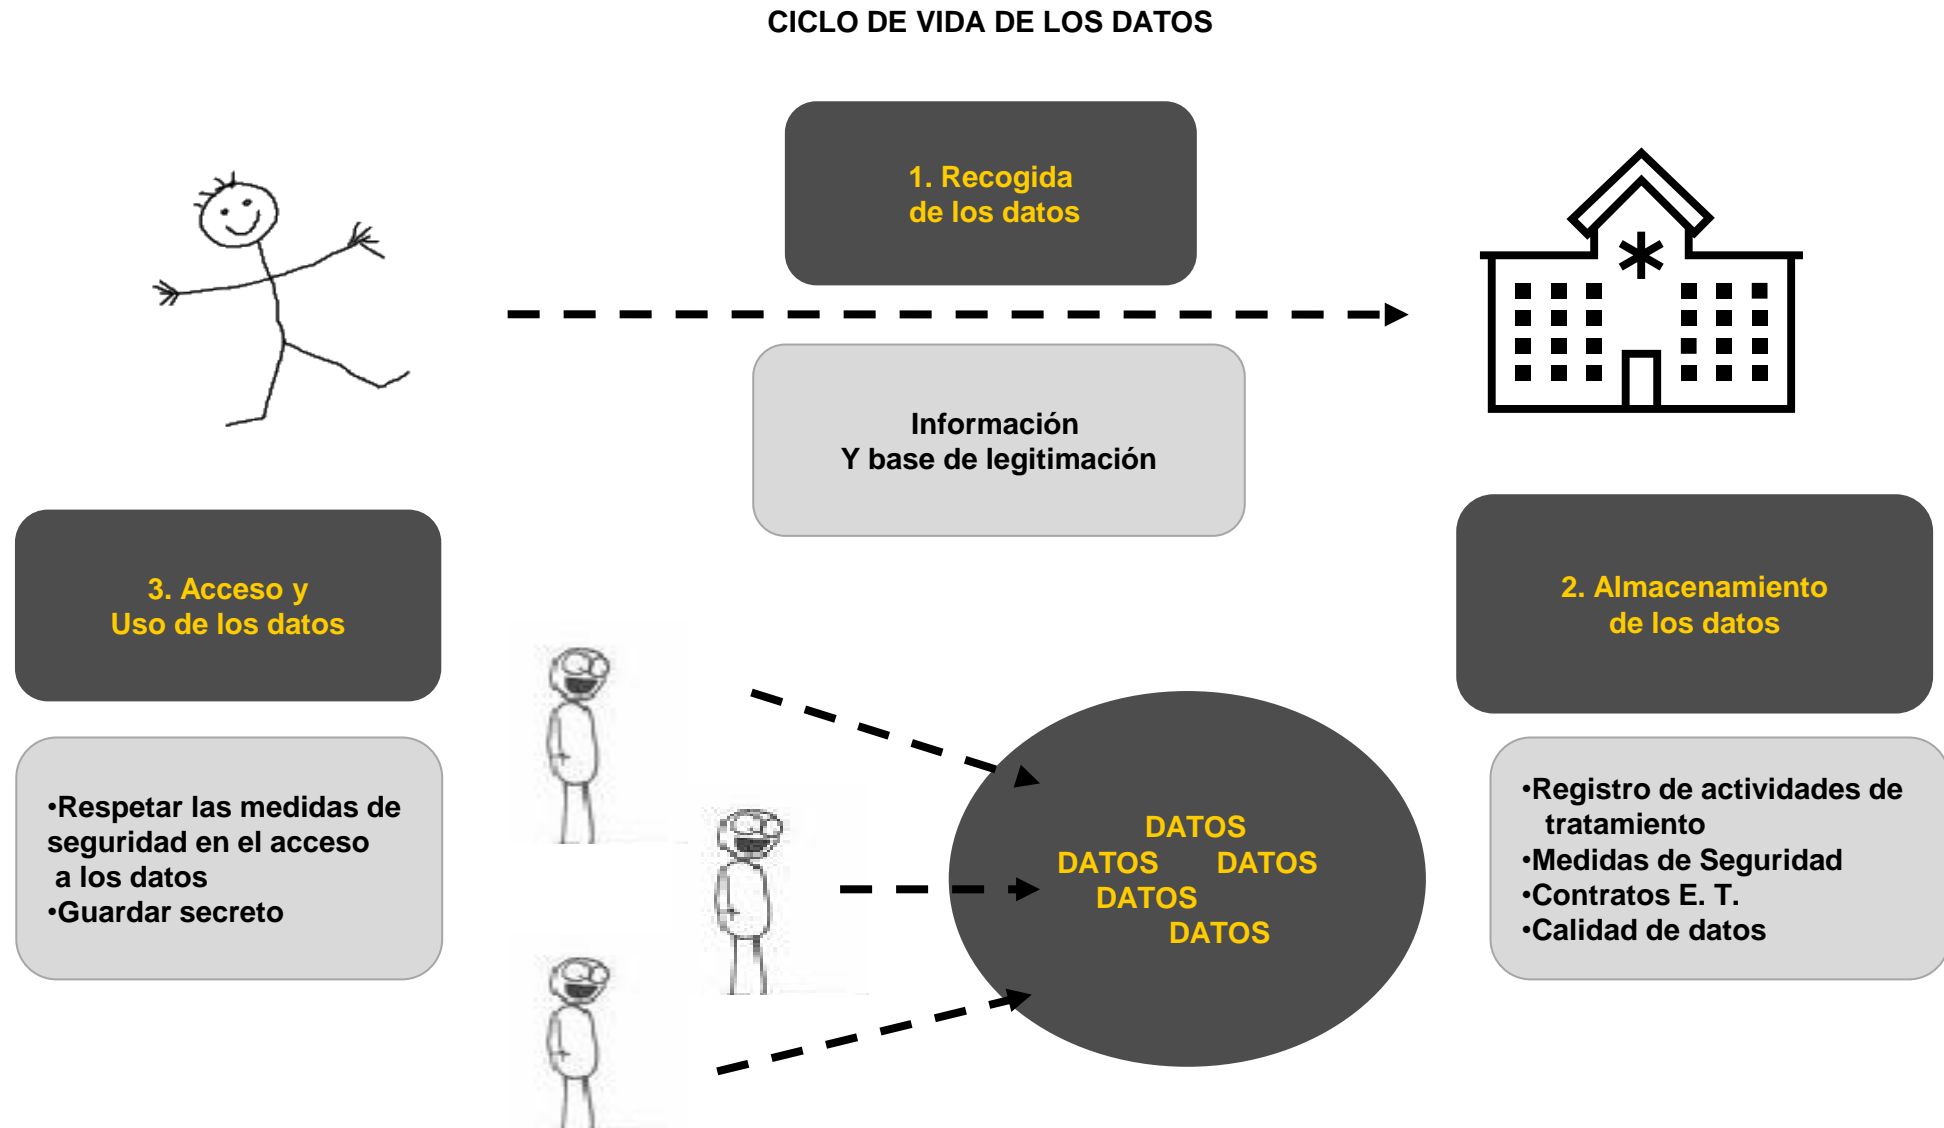 CICLO DE VIDA DE LOS DATOS
1. Recogida
de los datos
Información
Y base de legitimación
3. Acceso y
Uso de los datos
2. Almacenamiento
de los datos
•Respetar las medidas de
seguridad en el acceso
a los datos
•Guardar secreto
DATOS
DATOS DATOS
DATOS
DATOS
•Registro de actividades de
tratamiento
•Medidas de Seguridad
•Contratos E. T.
•Calidad de datos